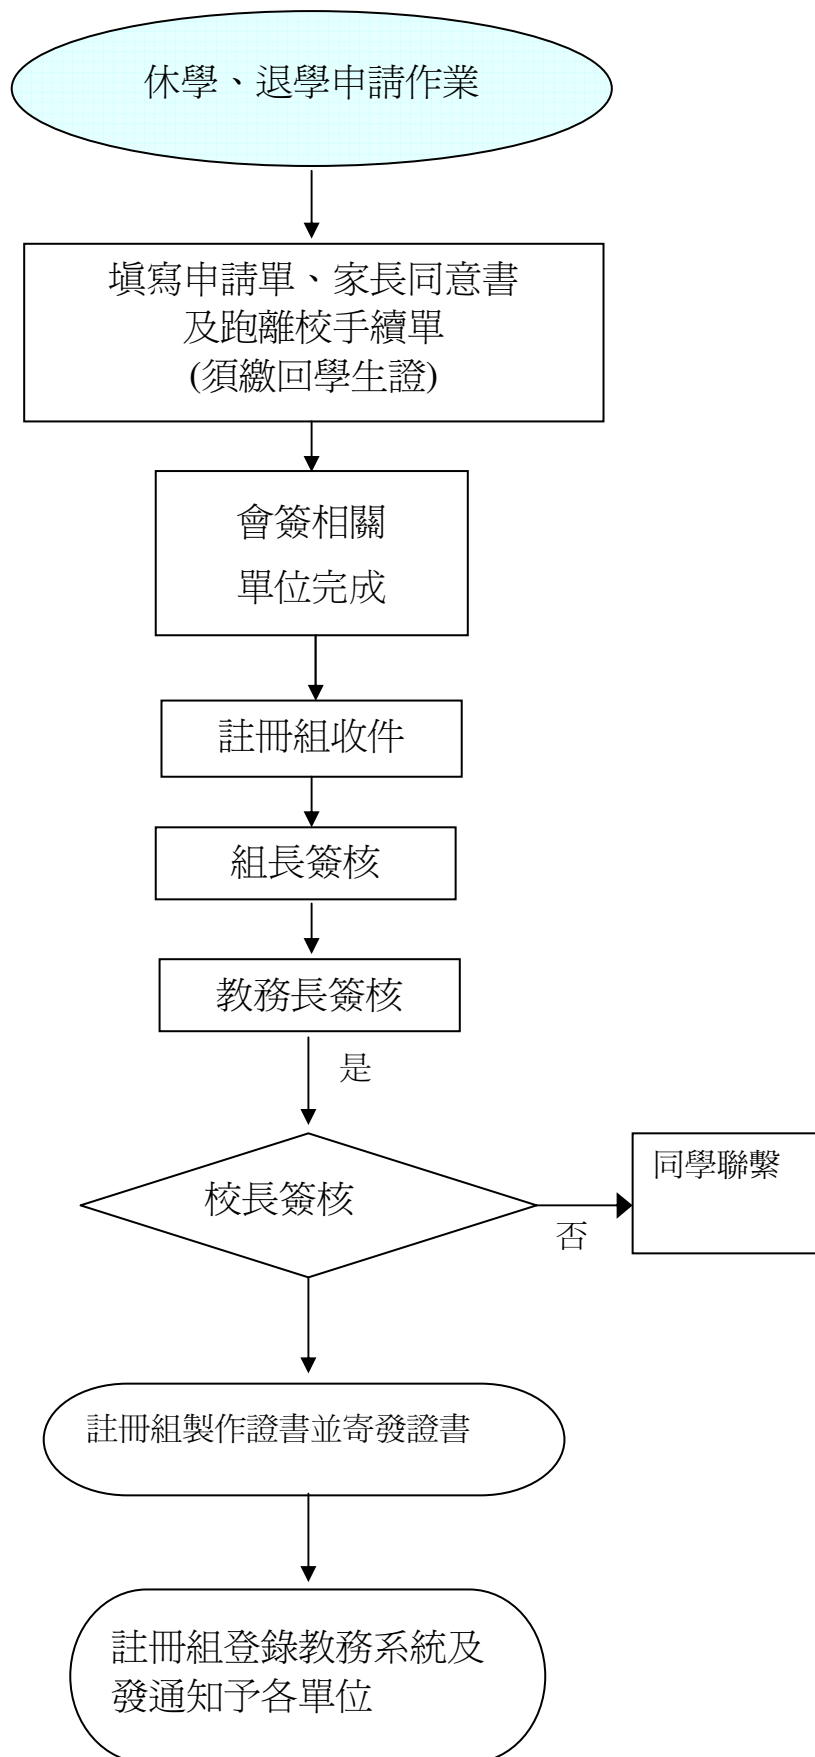 休學、退學申請作業
填寫申請單、家長同意書
及跑離校手續單
(須繳回學生證)
會簽相關
單位完成
註冊組收件
組長簽核
教務長簽核
是
校長簽核
同學聯繫
否
註冊組製作證書並寄發證書
註冊組登錄教務系統及
發通知予各單位